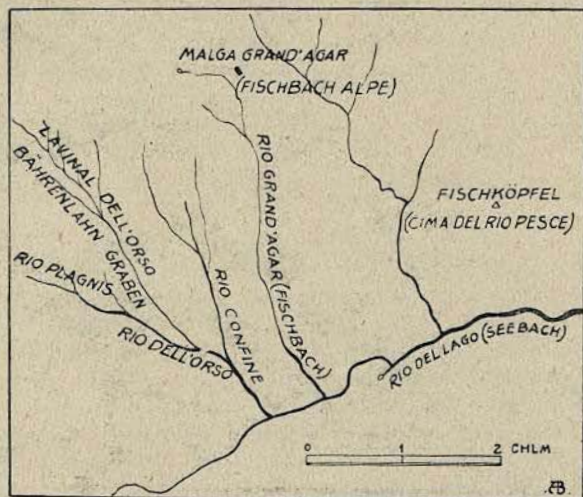 MALGA GRAND'AGAR
(FISCHBACH ALPE)
ZAVINAL DELL'ORSO
BÄHRENLAHN GRABEN
RIO GRAND'AGAR (FISCHBACH)
FISCHKÖPFEL
(CIMA DEL RIO PESCE)
RIO PLAGNIS
RIO DELL'ORSO
RIO CONFINE
RIO DEL LAGO (SEEBACH)
0 1 2 CHLM